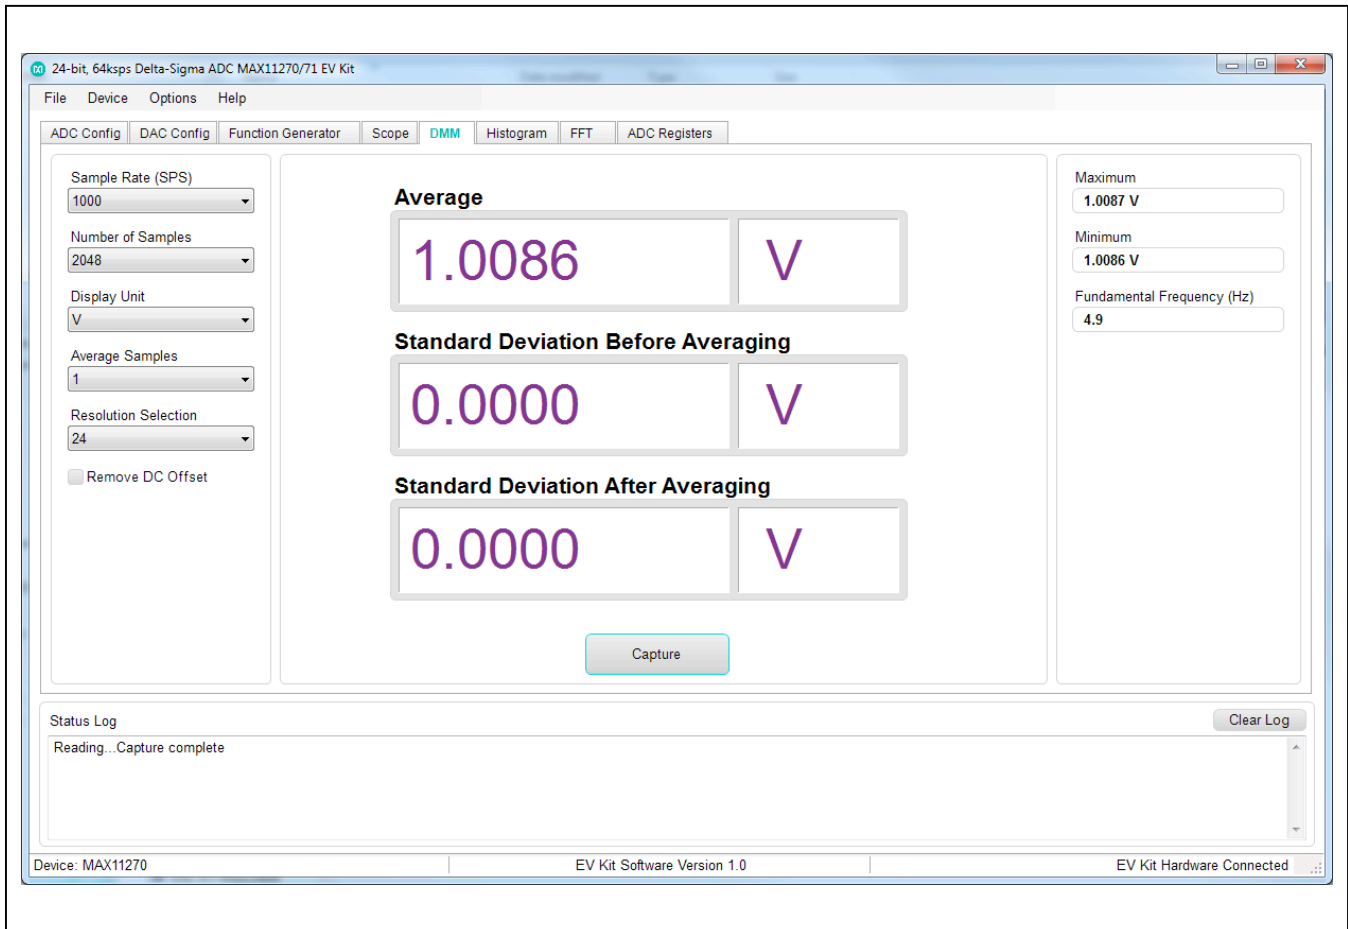 24-bit, 64ksps Delta-Sigma ADC MAX11270/71 EV Kit
File Device Options Help
ADC Config DAC Config Function Generator Scope DMM Histogram FFT ADC Registers
Sample Rate (SPS)
1000
Number of Samples
2048
Display Unit
V
Average Samples
1
Resolution Selection
24
Remove DC Offset
Average
1.0086 V
Standard Deviation Before Averaging
0.0000 V
Standard Deviation After Averaging
0.0000 V
Capture
Maximum
1.0087 V
Minimum
1.0086 V
Fundamental Frequency (Hz)
4.9
Status Log Clear Log
Reading...Capture complete
Device: MAX11270 EV Kit Software Version 1.0 EV Kit Hardware Connected